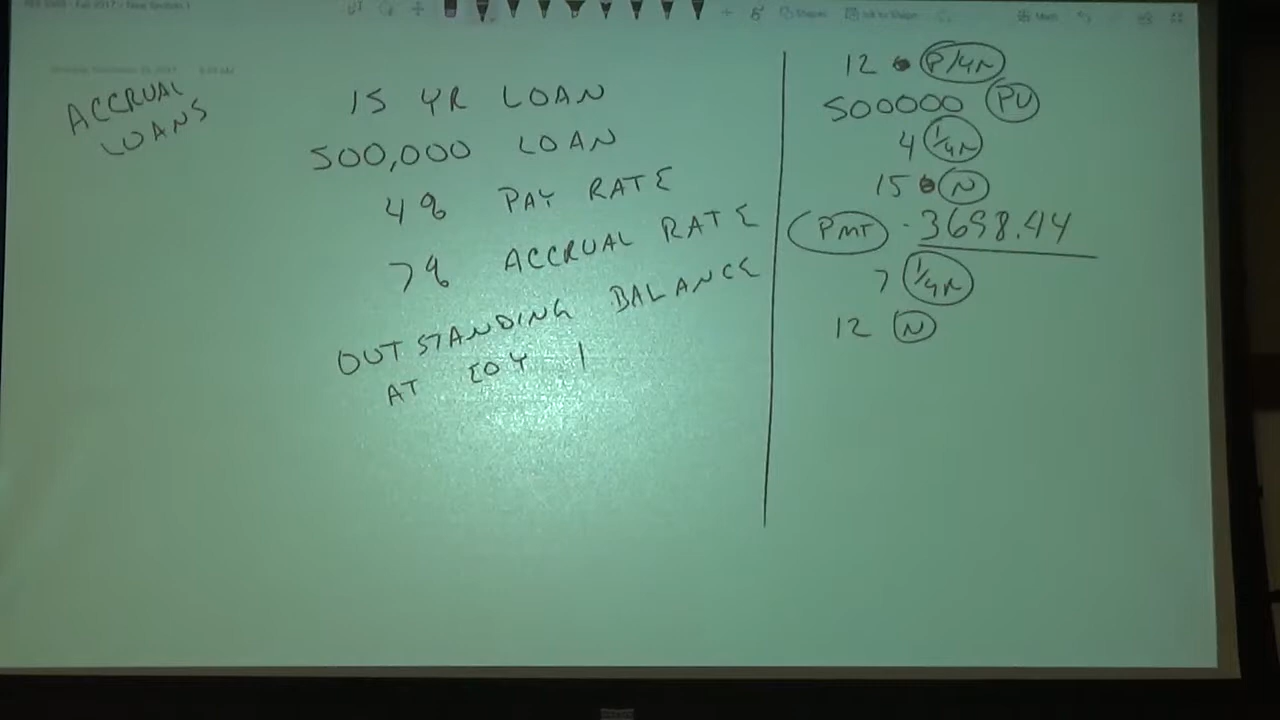 ACCRUAL
LOANS
15 YR LOAN
500,000 LOAN
4% PAY RATE
7% ACCRUAL RATE
OUTSTANDING BALANCE
AT EOY 1
12 P/YR
500000 PV
4 I/YR
15 N
PMT -3698.44
7 I/YR
12 N